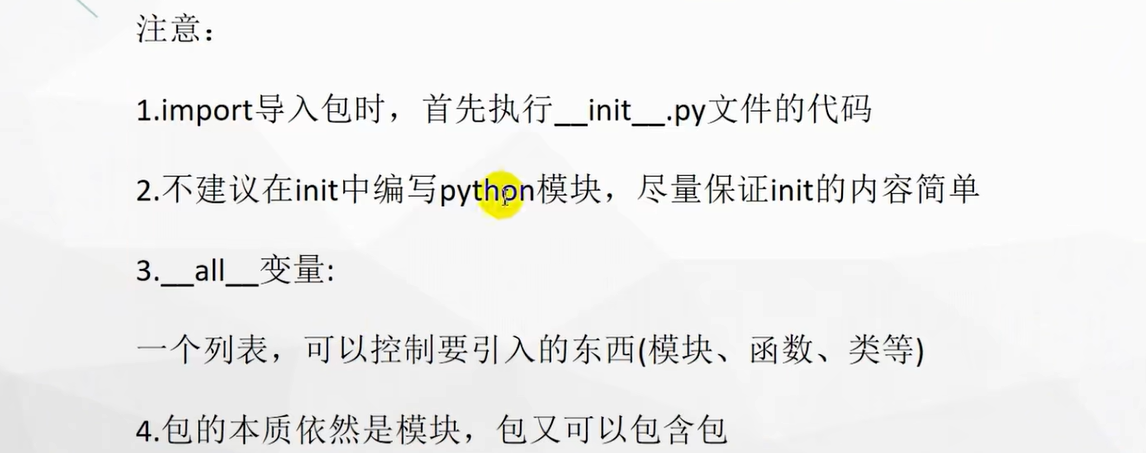 注意：
1.import导入包时，首先执行__init__.py文件的代码
2.不建议在init中编写python模块，尽量保证init的内容简单
3.__all__变量:
一个列表，可以控制要引入的东西(模块、函数、类等)
4.包的本质依然是模块，包又可以包含包